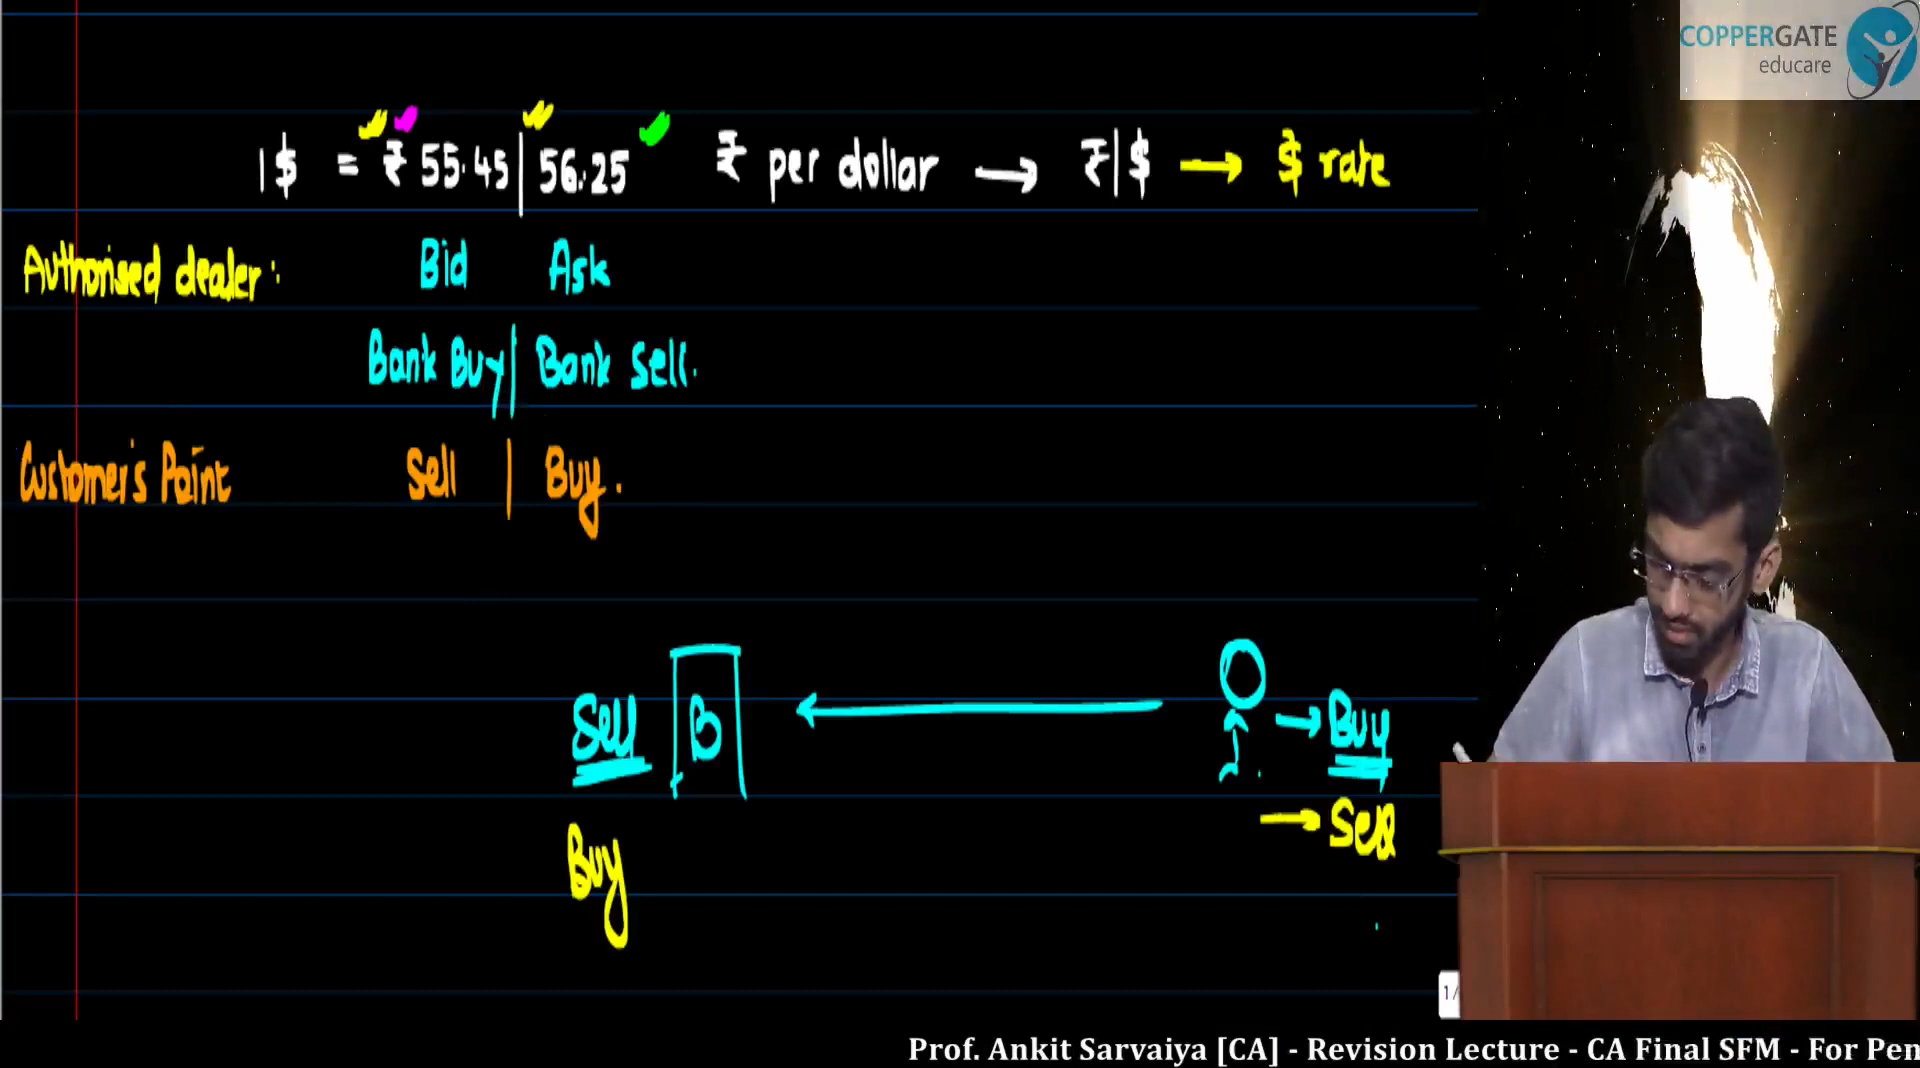 COPPERGATE
educare
1$ = ₹ 55.45 | 56.25 ₹ per dollar → ₹|$ → $ rate
Authorised dealer: Bid Ask
Bank Buy | Bank Sell.
Customer's Point Sell | Buy.
Sell B ← → Buy
→ Sell
Buy
1/
Prof. Ankit Sarvaiya [CA] - Revision Lecture - CA Final SFM - For Pen